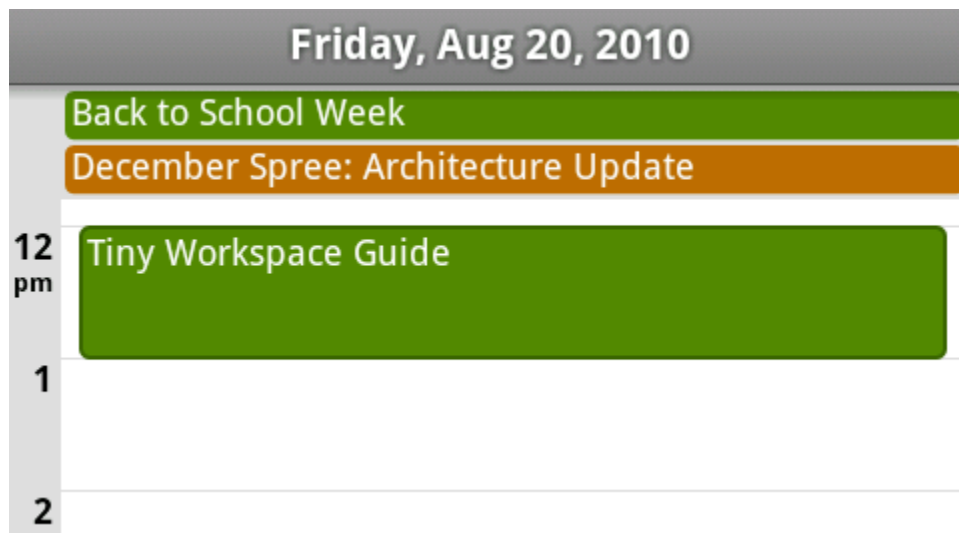 Friday, Aug 20, 2010
Back to School Week
December Spree: Architecture Update
12
pm
Tiny Workspace Guide
1
2